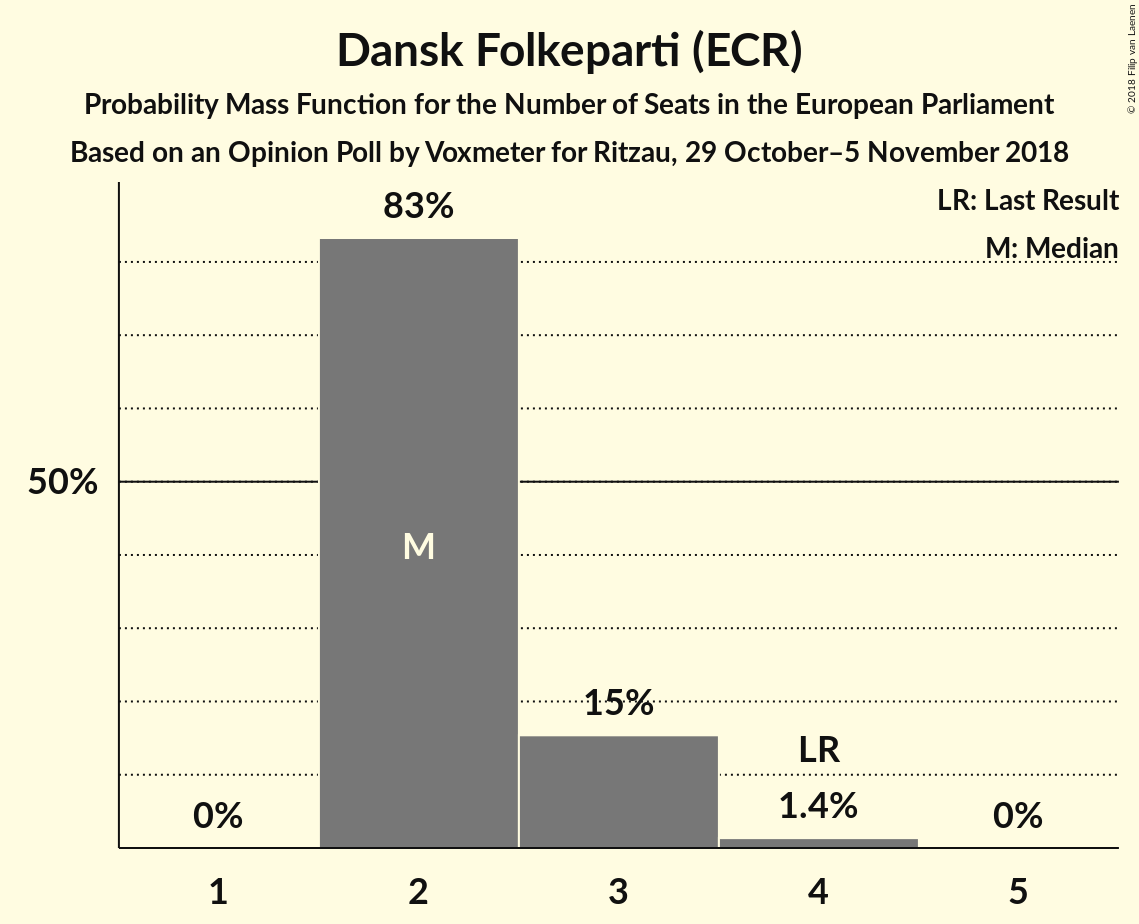 Dansk Folkeparti (ECR)
Probability Mass Function for the Number of Seats in the European Parliament
Based on an Opinion Poll by Voxmeter for Ritzau, 29 October–5 November 2018
© 2018 Filip van Laenen
LR: Last Result
M: Median
83%
50%
M
15%
LR
0%
1.4%
0%
1
2
3
4
5